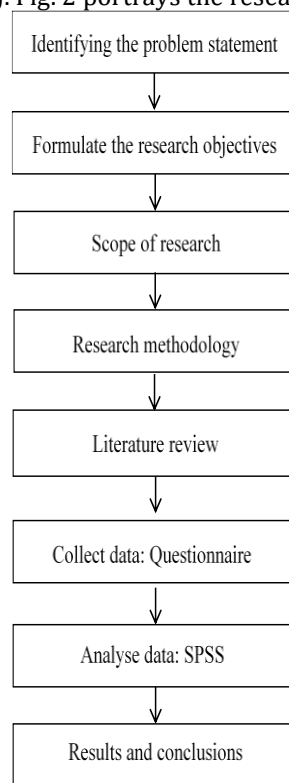 . Fig. 2 portrays the resea
Identifying the problem statement
Formulate the research objectives
Scope of research
Research methodology
Literature review
Collect data: Questionnaire
Analyse data: SPSS
Results and conclusions